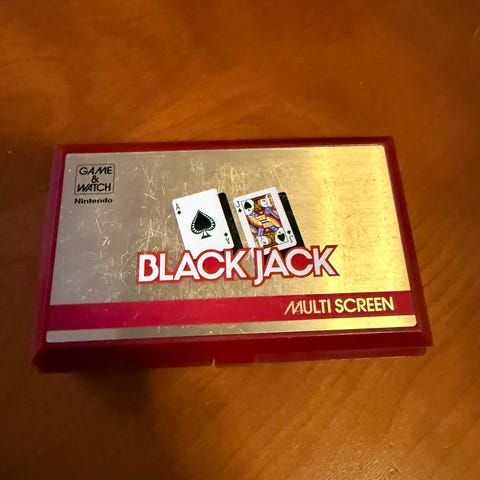 GAME
&
WATCH
Nintendo
A
A
J
J
BLACK JACK
MULTI SCREEN